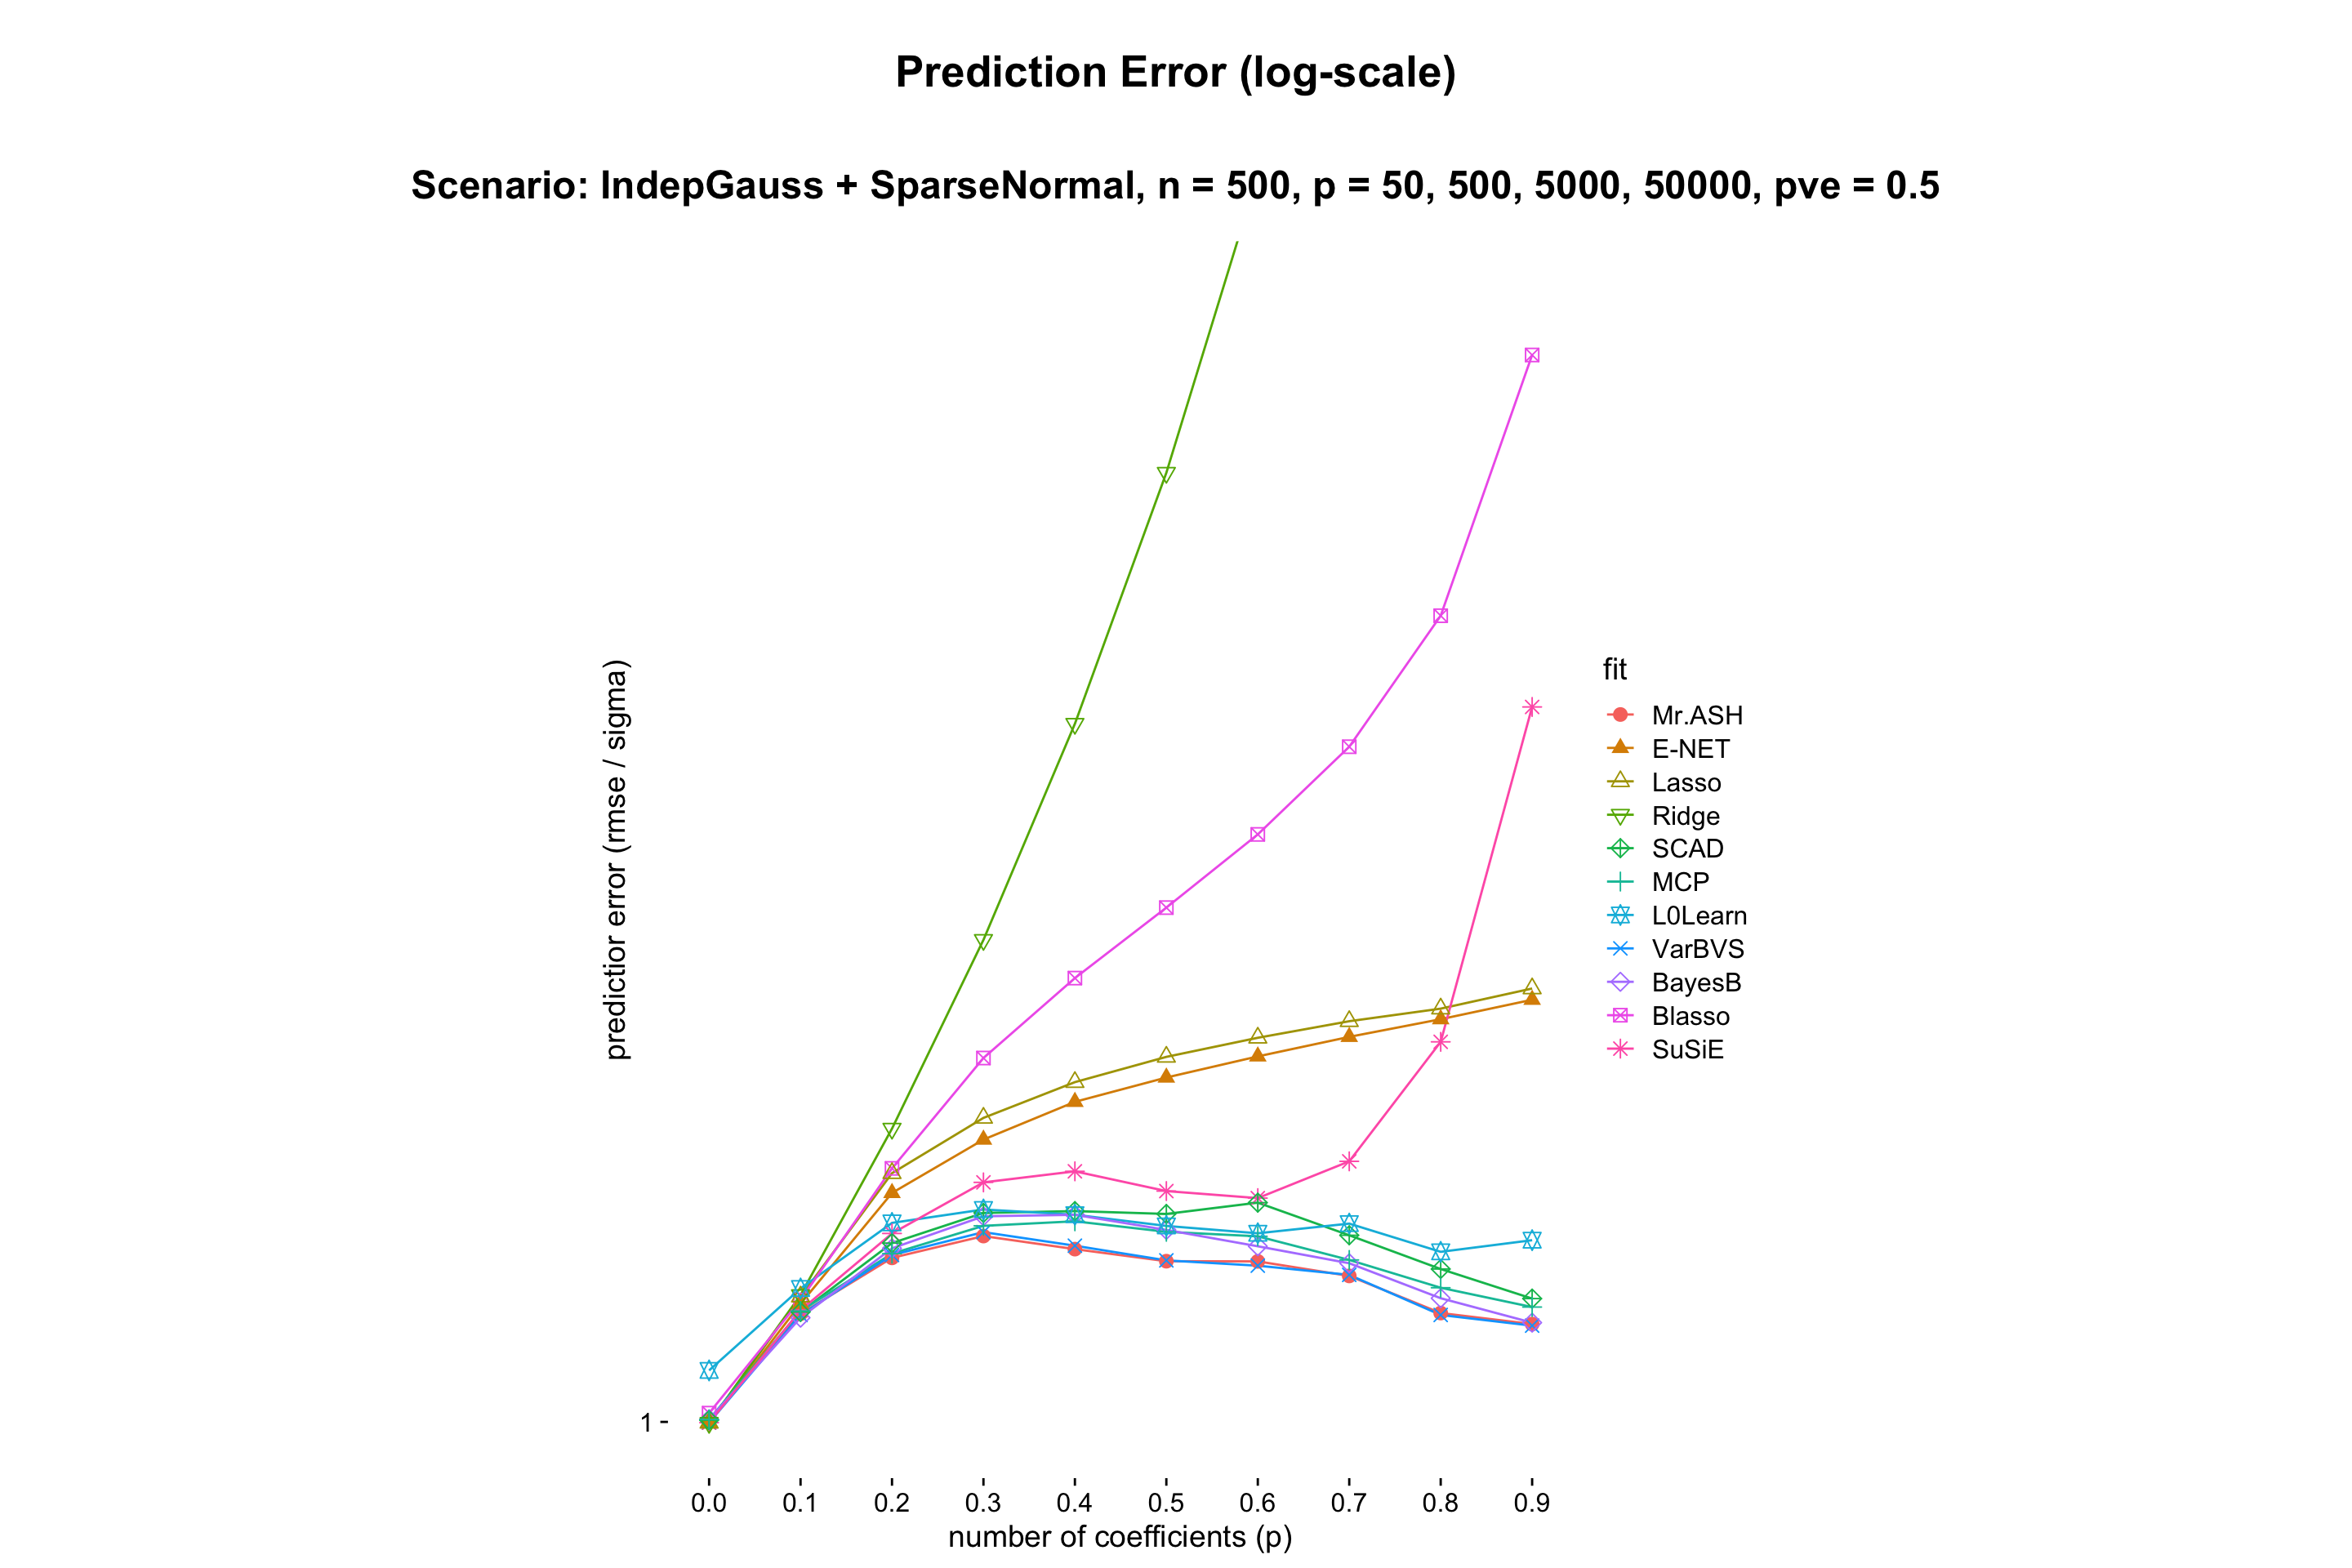 Prediction Error (log-scale)
Scenario: IndepGauss + SparseNormal, n = 500, p = 50, 500, 5000, 50000, pve = 0.5
predictior error (rmse / sigma)
1
0.0 0.1 0.2 0.3 0.4 0.5 0.6 0.7 0.8 0.9
number of coefficients (p)
fit
Mr.ASH
E-NET
Lasso
Ridge
SCAD
MCP
L0Learn
VarBVS
BayesB
Blasso
SuSiE